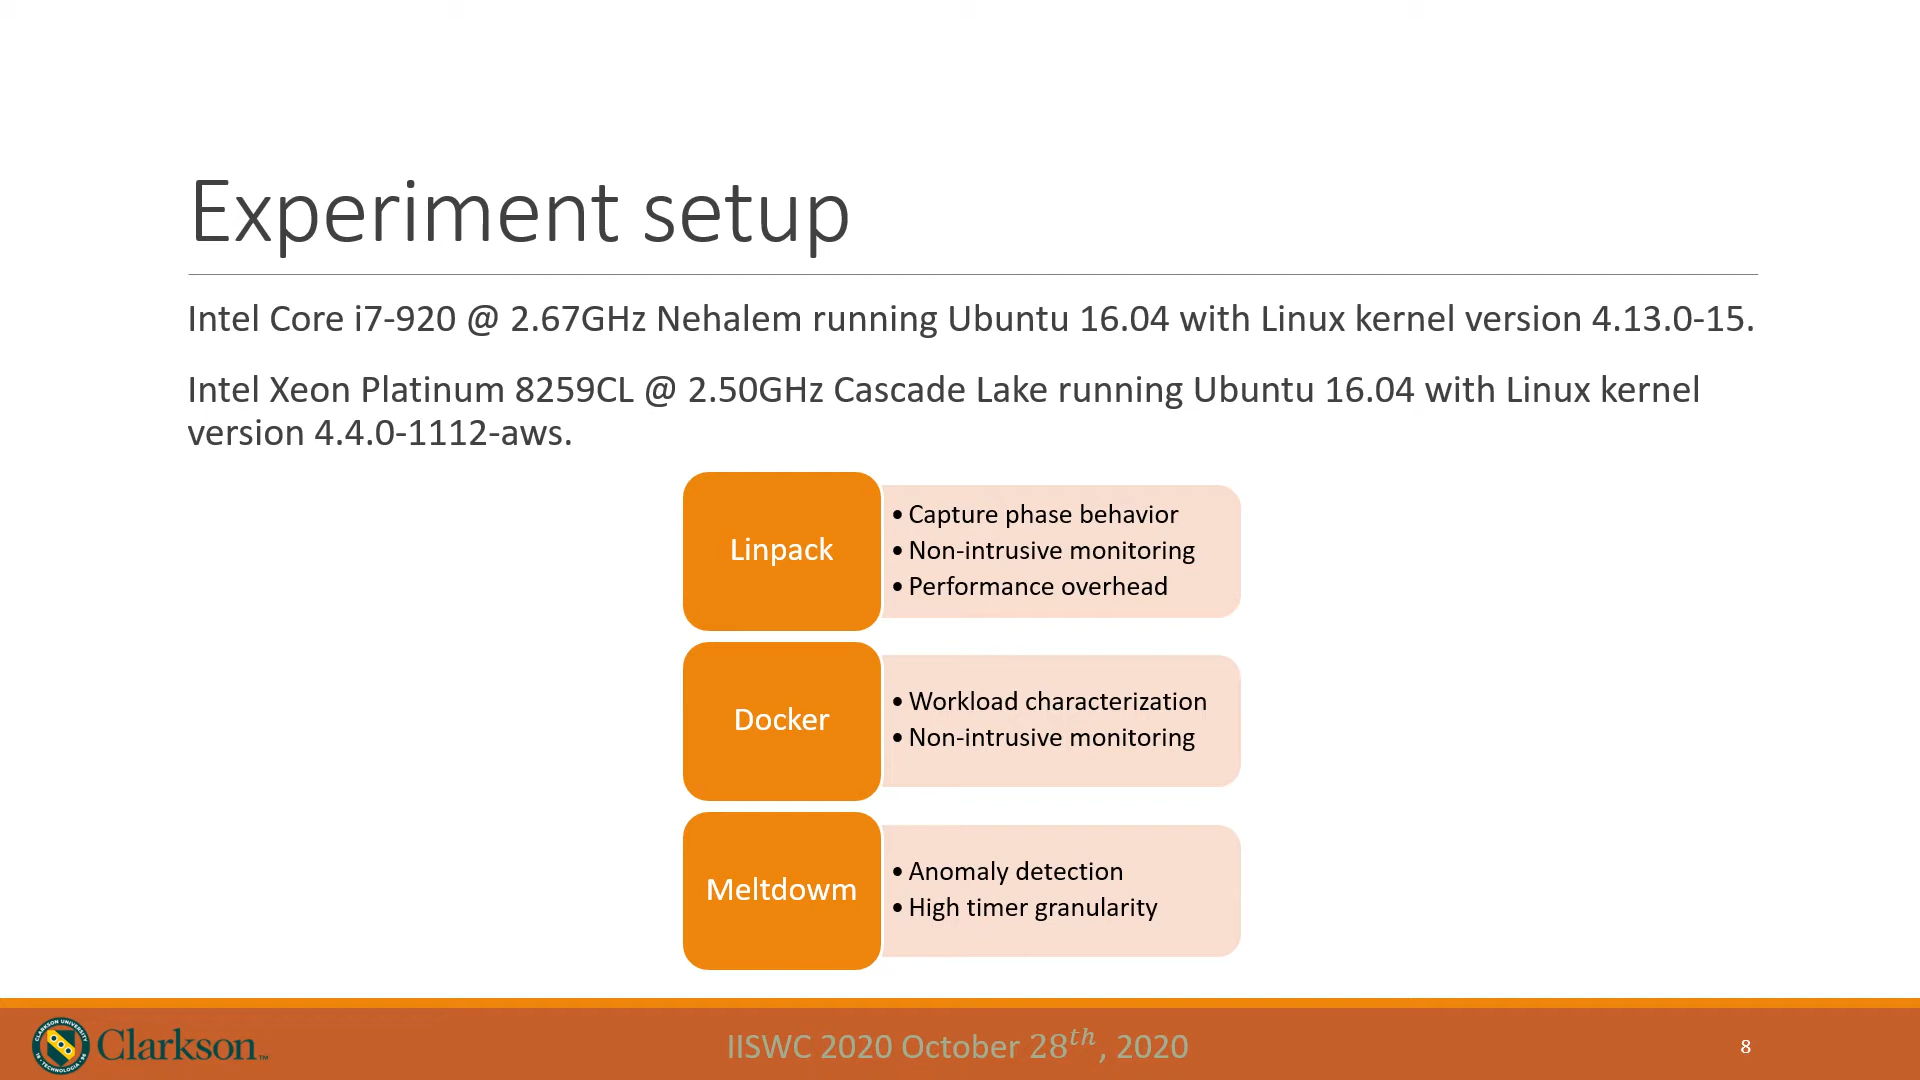 Experiment setup
Intel Core i7-920 @ 2.67GHz Nehalem running Ubuntu 16.04 with Linux kernel version 4.13.0-15.
Intel Xeon Platinum 8259CL @ 2.50GHz Cascade Lake running Ubuntu 16.04 with Linux kernel
version 4.4.0-1112-aws.
Linpack
• Capture phase behavior
• Non-intrusive monitoring
• Performance overhead
Docker
• Workload characterization
• Non-intrusive monitoring
Meltdowm
• Anomaly detection
• High timer granularity
Clarkson™
IISWC 2020 October 28th, 2020
8